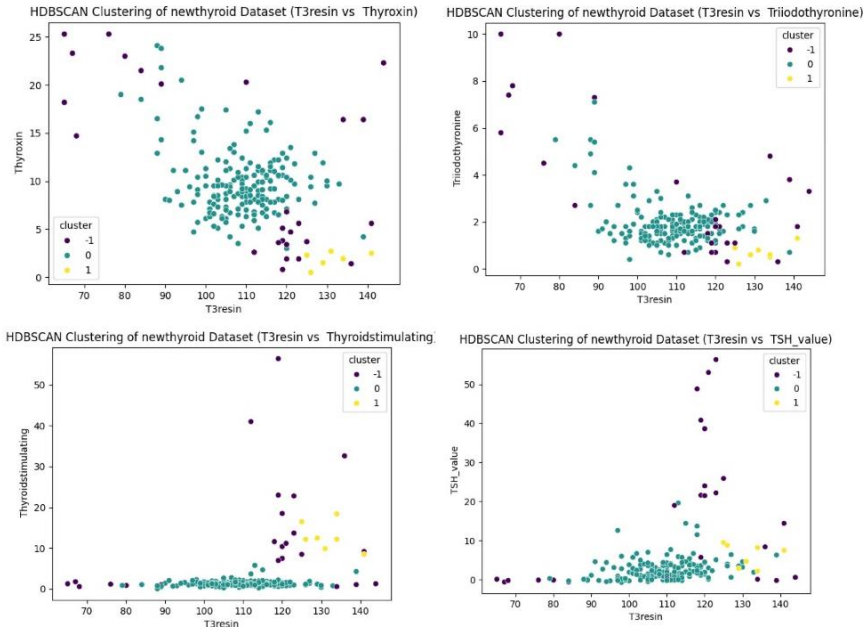 HDBSCAN Clustering of newthyroid Dataset (T3resin vs Thyroxin)
25
20
15
10
5
0
Thyroxin
cluster
-1
0
1
70 80 90 100 110 120 130 140
T3resin
HDBSCAN Clustering of newthyroid Dataset (T3resin vs Triiodothyronine)
10
8
6
4
2
0
Triiodothyronine
cluster
-1
0
1
70 80 90 100 110 120 130 140
T3resin
HDBSCAN Clustering of newthyroid Dataset (T3resin vs Thyroidstimulating)
50
40
30
20
10
0
Thyroidstimulating
cluster
-1
0
1
70 80 90 100 110 120 130 140
T3resin
HDBSCAN Clustering of newthyroid Dataset (T3resin vs TSH_value)
50
40
30
20
10
0
TSH_value
cluster
-1
0
1
70 80 90 100 110 120 130 140
T3resin